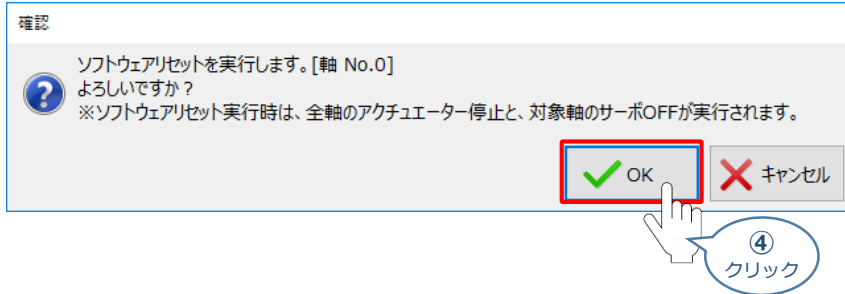 確認
ソフトウェアリセットを実行します。[軸 No.0]
よろしいですか？
※ソフトウェアリセット実行時は、全軸のアクチュエーター停止と、対象軸のサーボOFFが実行されます。
OK
キャンセル
④
クリック